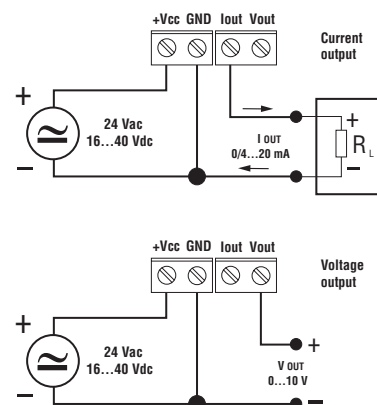 +Vcc GND Iout Vout
Current
output
+
24 Vac
16...40 Vdc
–
I OUT
0/4...20 mA
+
R L
–
+Vcc GND Iout Vout
Voltage
output
+
24 Vac
16...40 Vdc
–
+
V OUT
0...10 V
–